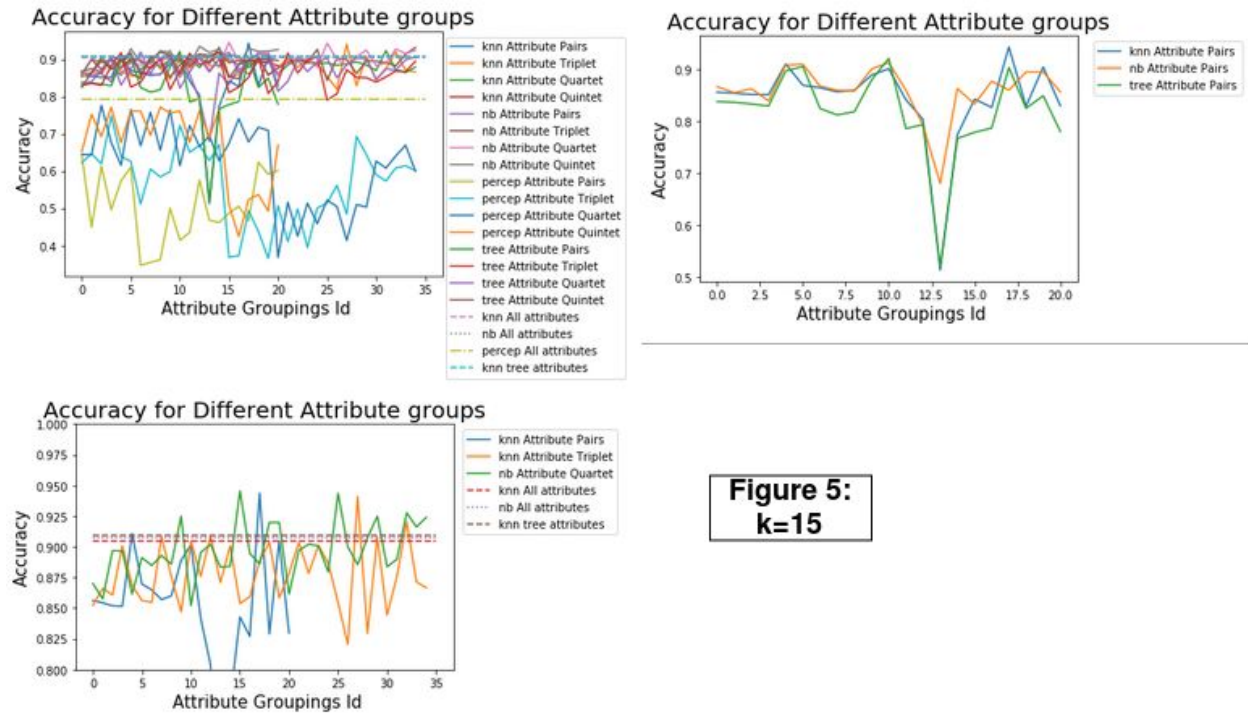 Accuracy for Different Attribute groups
Accuracy
0.9
0.8
0.7
0.6
0.5
0.4
0 5 10 15 20 25 30 35
Attribute Groupings Id
knn Attribute Pairs
knn Attribute Triplet
knn Attribute Quartet
knn Attribute Quintet
nb Attribute Pairs
nb Attribute Triplet
nb Attribute Quartet
nb Attribute Quintet
percep Attribute Pairs
percep Attribute Triplet
percep Attribute Quartet
percep Attribute Quintet
tree Attribute Pairs
tree Attribute Triplet
tree Attribute Quartet
tree Attribute Quintet
knn All attributes
nb All attributes
percep All attributes
knn tree attributes
Accuracy for Different Attribute groups
Accuracy
0.9
0.8
0.7
0.6
0.5
0.0 2.5 5.0 7.5 10.0 12.5 15.0 17.5 20.0
Attribute Groupings Id
knn Attribute Pairs
nb Attribute Pairs
tree Attribute Pairs
Accuracy for Different Attribute groups
Accuracy
1.000
0.975
0.950
0.925
0.900
0.875
0.850
0.825
0.800
0 5 10 15 20 25 30 35
Attribute Groupings Id
knn Attribute Pairs
knn Attribute Triplet
nb Attribute Quartet
knn All attributes
nb All attributes
knn tree attributes
Figure 5:
k=15